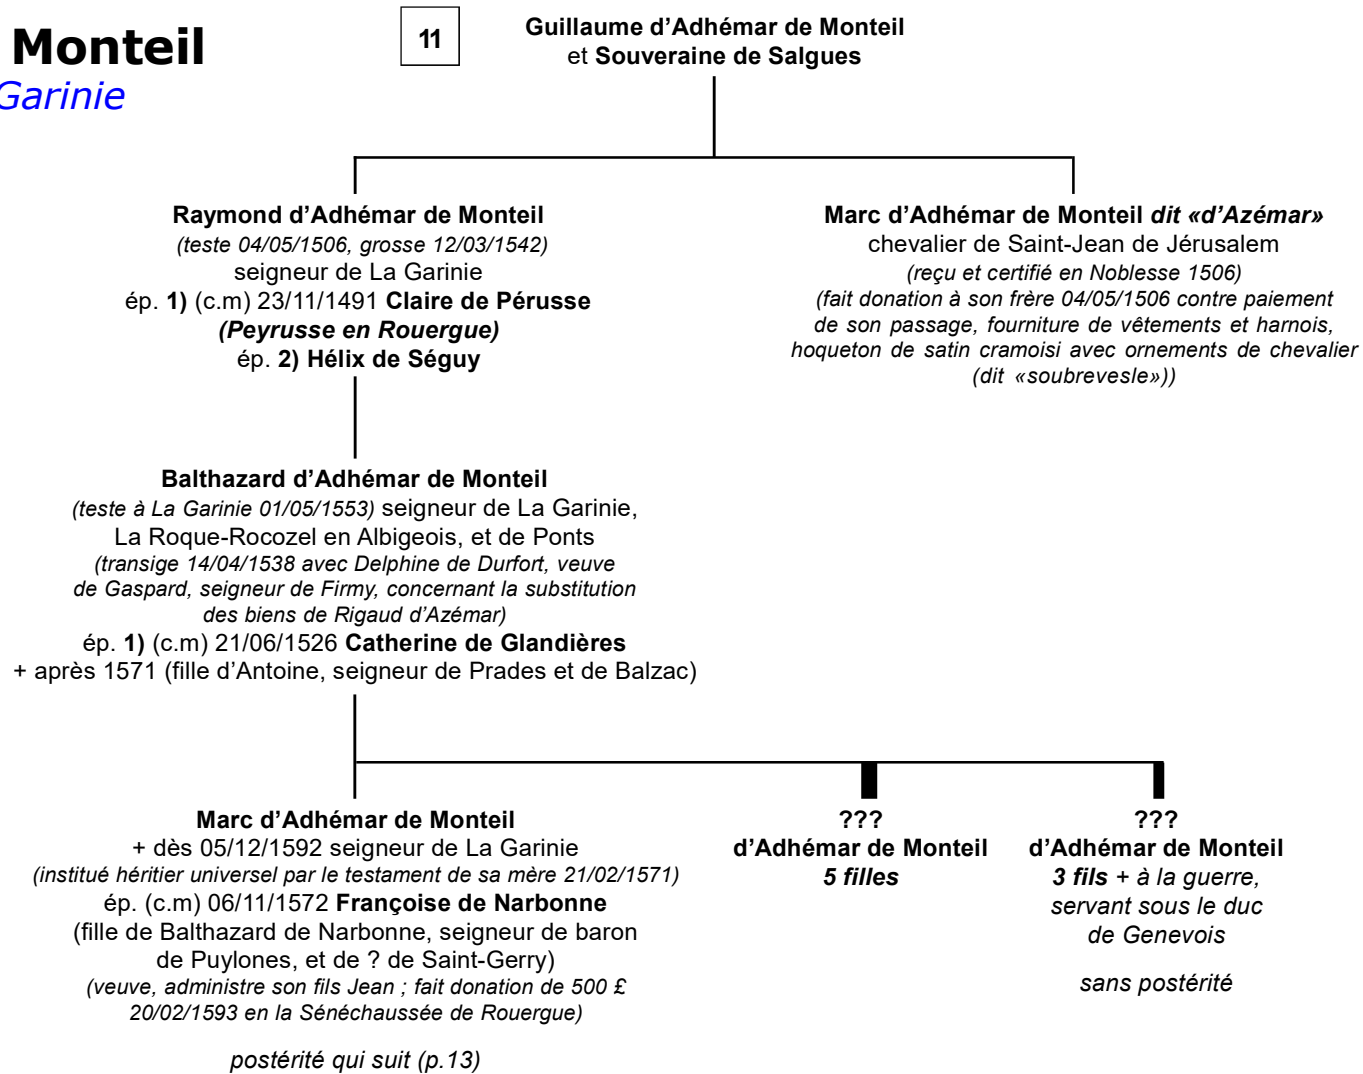 Monteil
Garinie
11
Guillaume d'Adhémar de Monteil
et Souveraine de Salgues
Raymond d'Adhémar de Monteil
(teste 04/05/1506, grosse 12/03/1542)
seigneur de La Garinie
ép. 1) (c.m) 23/11/1491 Claire de Pérusse
(Peyrusse en Rouergue)
ép. 2) Hélix de Séguy
Marc d'Adhémar de Monteil dit «d'Azémar»
chevalier de Saint-Jean de Jérusalem
(reçu et certifié en Noblesse 1506)
(fait donation à son frère 04/05/1506 contre paiement
de son passage, fourniture de vêtements et harnois,
hoqueton de satin cramoisi avec ornements de chevalier
(dit «soubrevesle»))
Balthazard d'Adhémar de Monteil
(teste à La Garinie 01/05/1553) seigneur de La Garinie,
La Roque-Rocozel en Albigeois, et de Ponts
(transige 14/04/1538 avec Delphine de Durfort, veuve
de Gaspard, seigneur de Firmy, concernant la substitution
des biens de Rigaud d'Azémar)
ép. 1) (c.m) 21/06/1526 Catherine de Glandières
+ après 1571 (fille d'Antoine, seigneur de Prades et de Balzac)
Marc d'Adhémar de Monteil
+ dès 05/12/1592 seigneur de La Garinie
(institué héritier universel par le testament de sa mère 21/02/1571)
ép. (c.m) 06/11/1572 Françoise de Narbonne
(fille de Balthazard de Narbonne, seigneur de baron
de Puylones, et de ? de Saint-Gerry)
(veuve, administre son fils Jean ; fait donation de 500 £
20/02/1593 en la Sénéchaussée de Rouergue)
postérité qui suit (p.13)
???
d'Adhémar de Monteil
5 filles
???
d'Adhémar de Monteil
3 fils + à la guerre,
servant sous le duc
de Genevois
sans postérité